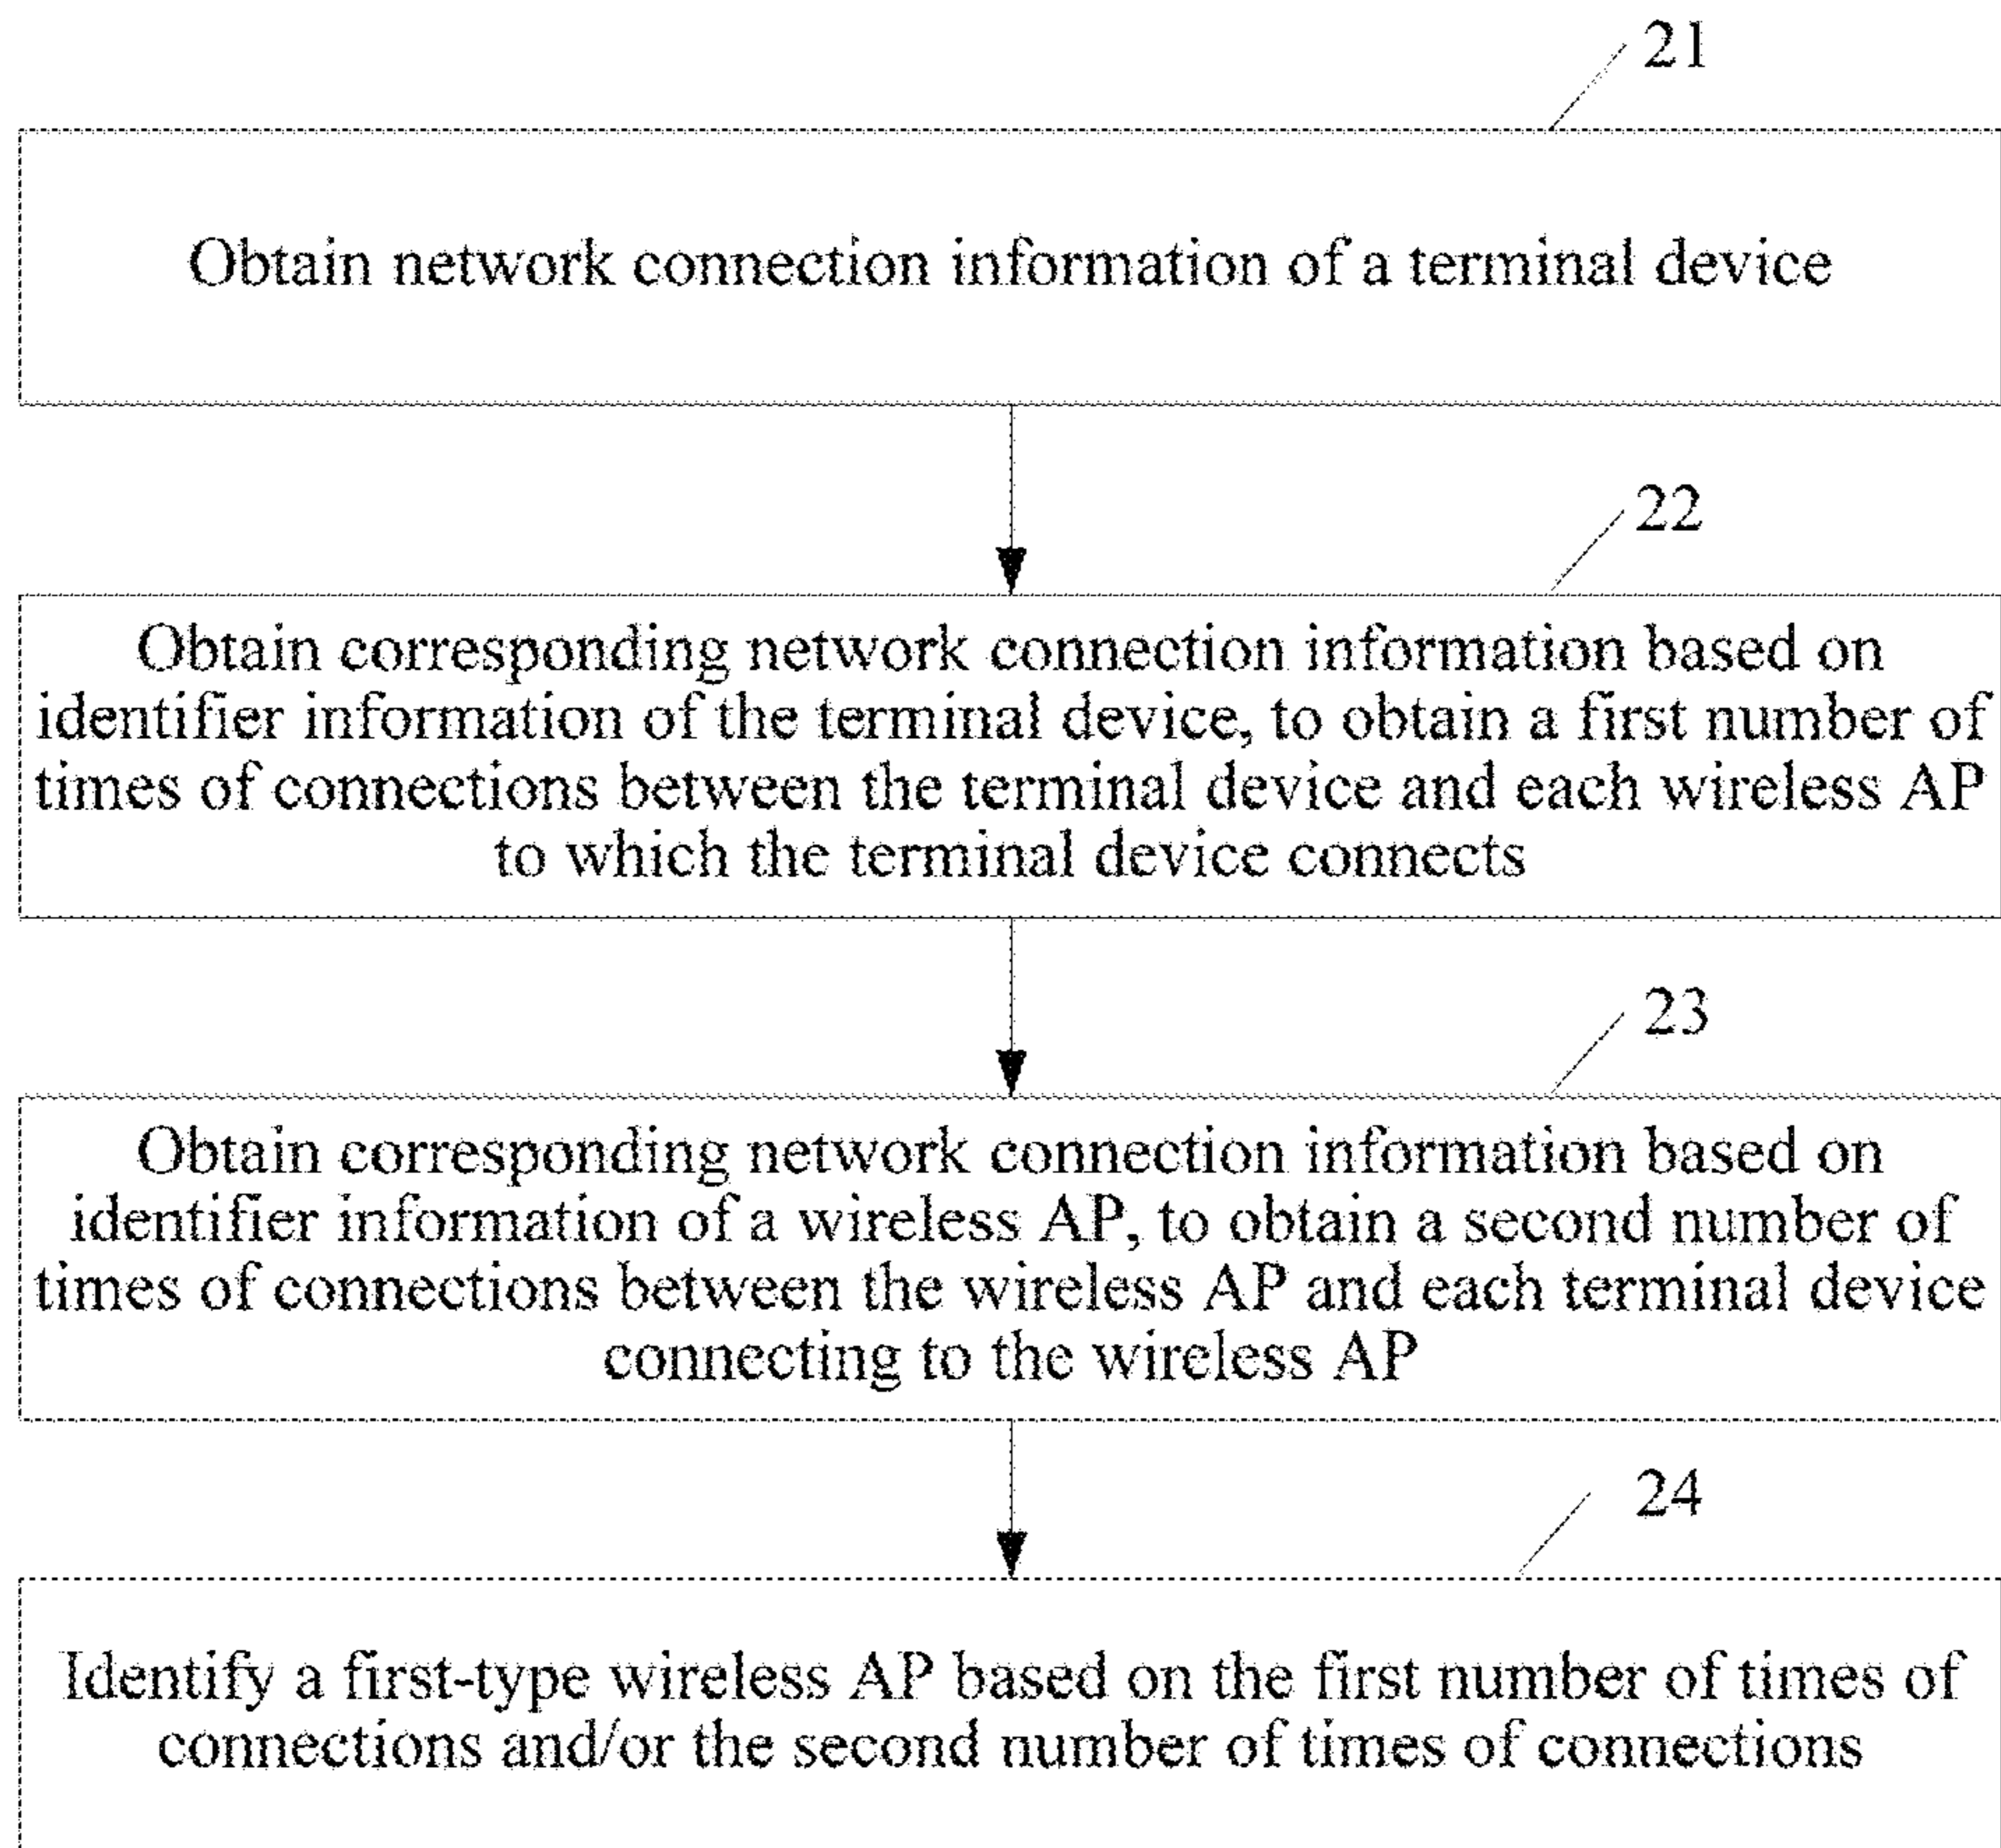 21
Obtain network connection information of a terminal device
22
Obtain corresponding network connection information based on
identifier information of the terminal device, to obtain a first number of
times of connections between the terminal device and each wireless AP
to which the terminal device connects
23
Obtain corresponding network connection information based on
identifier information of a wireless AP, to obtain a second number of
times of connections between the wireless AP and each terminal device
connecting to the wireless AP
24
Identify a first-type wireless AP based on the first number of times of
connections and/or the second number of times of connections